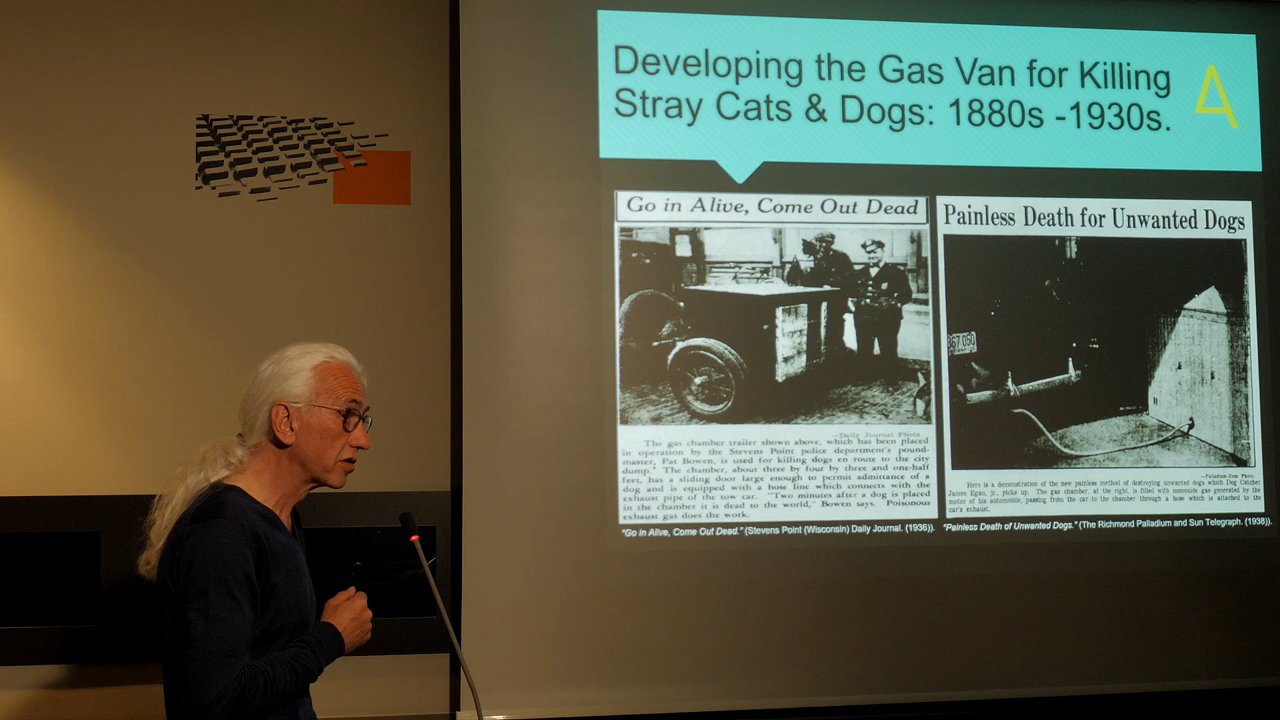 Developing the Gas Van for Killing
Stray Cats & Dogs: 1880s -1930s.
Go in Alive, Come Out Dead
—Daily Journal Photo
The gas chamber trailer shown above, which has been placed
in operation by the Stevens Point police department's pound-
master, Pat Bowen, is used for killing dogs en route to the city
dump." The chamber, about three by four by three and one-half
feet, has a sliding door large enough to permit admittance of a
dog and is equipped with a hose line which connects with the
exhaust pipe of the tow car. "Two minutes after a dog is placed
in the chamber it is dead to the world,' Bowen says. Poisonous
exhaust gas does the work.
"Go in Alive, Come Out Dead." (Stevens Point (Wisconsin) Daily Journal. (1936)).
Painless Death for Unwanted Dogs
367 050
—Palladium-Item Photo.
Here is a demonstration of the new painless method of destroying unwanted dogs which Dog Catcher
James Egan, jr., picks up. The gas chamber, at the right, is filled with monoxide gas generated by the
motor of his automobile, passing from the car to the chamber through a hose which is attached to the
car's exhaust.
"Painless Death of Unwanted Dogs." (The Richmond Palladium and Sun Telegraph. (1938)).